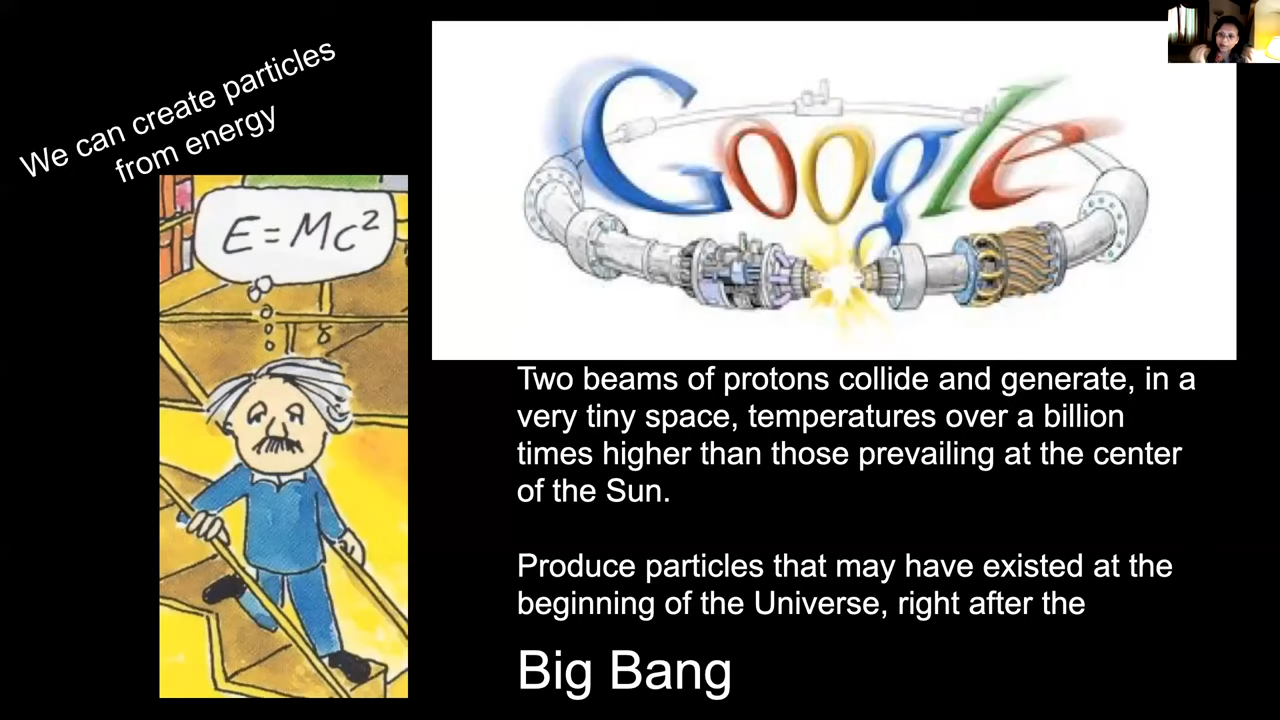 We can create particles
from energy
E=Mc²
Google
Two beams of protons collide and generate, in a
very tiny space, temperatures over a billion
times higher than those prevailing at the center
of the Sun.
Produce particles that may have existed at the
beginning of the Universe, right after the
Big Bang